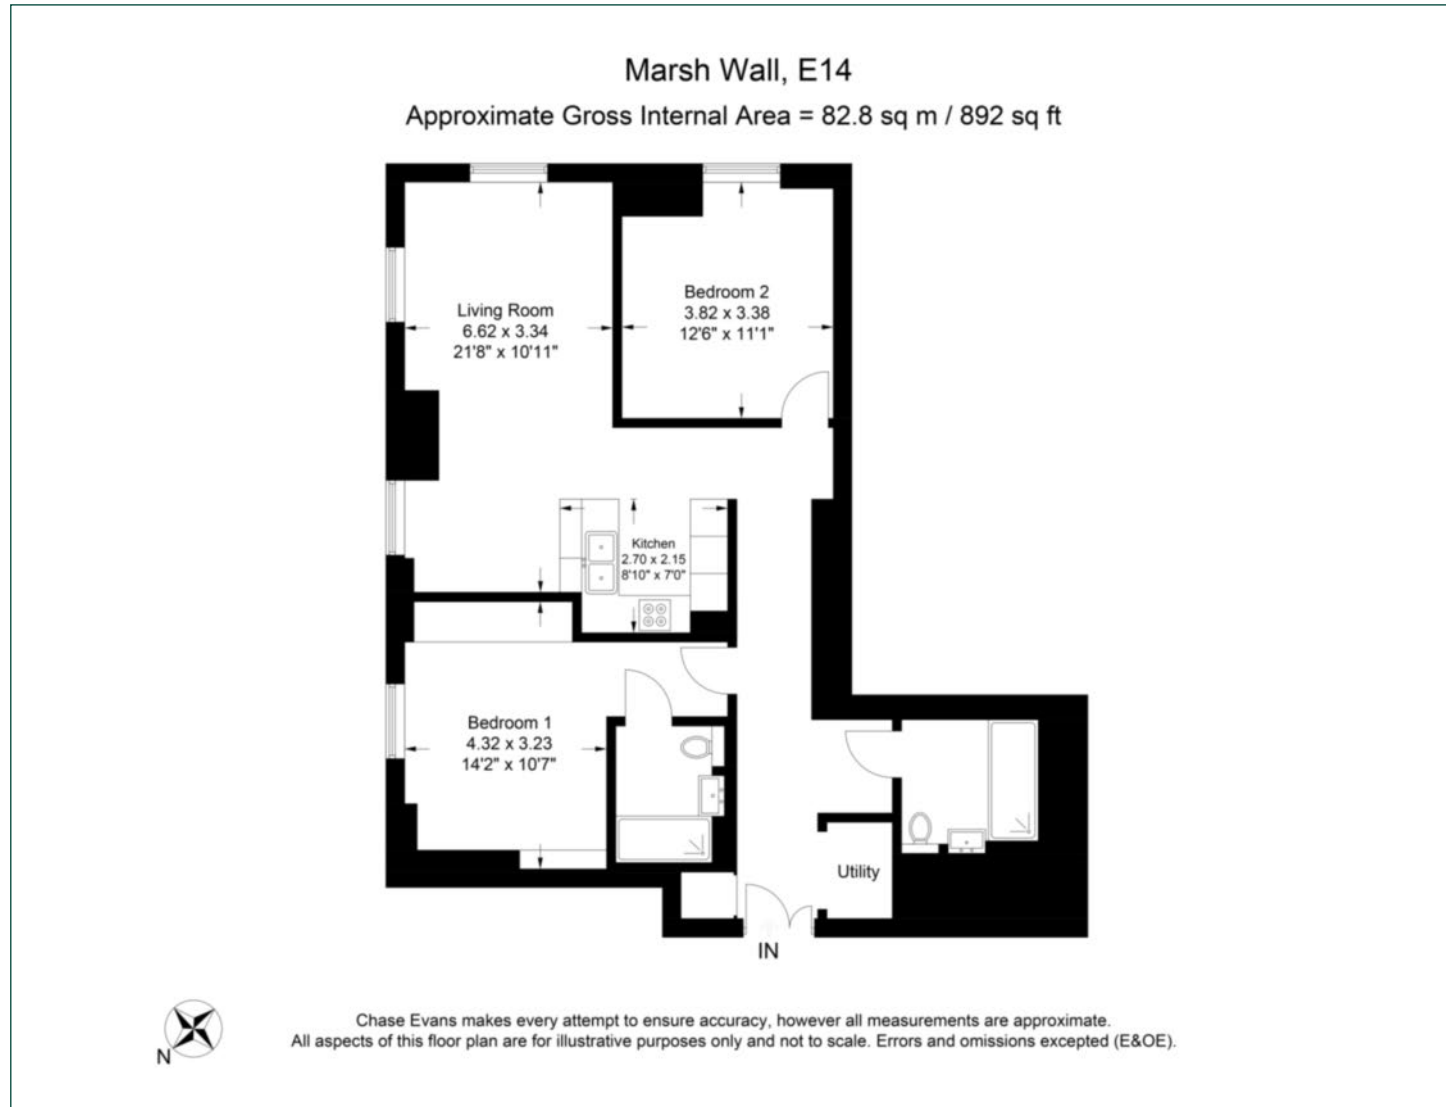 Marsh Wall, E14
Approximate Gross Internal Area = 82.8 sq m / 892 sq ft
Living Room
6.62 x 3.34
21'8" x 10'11"
Bedroom 2
3.82 x 3.38
12'6" x 11'1"
Kitchen
2.70 x 2.15
8'10" x 7'0"
Bedroom 1
4.32 x 3.23
14'2" x 10'7"
Utility
IN
N
Chase Evans makes every attempt to ensure accuracy, however all measurements are approximate.
All aspects of this floor plan are for illustrative purposes only and not to scale. Errors and omissions excepted (E&OE).